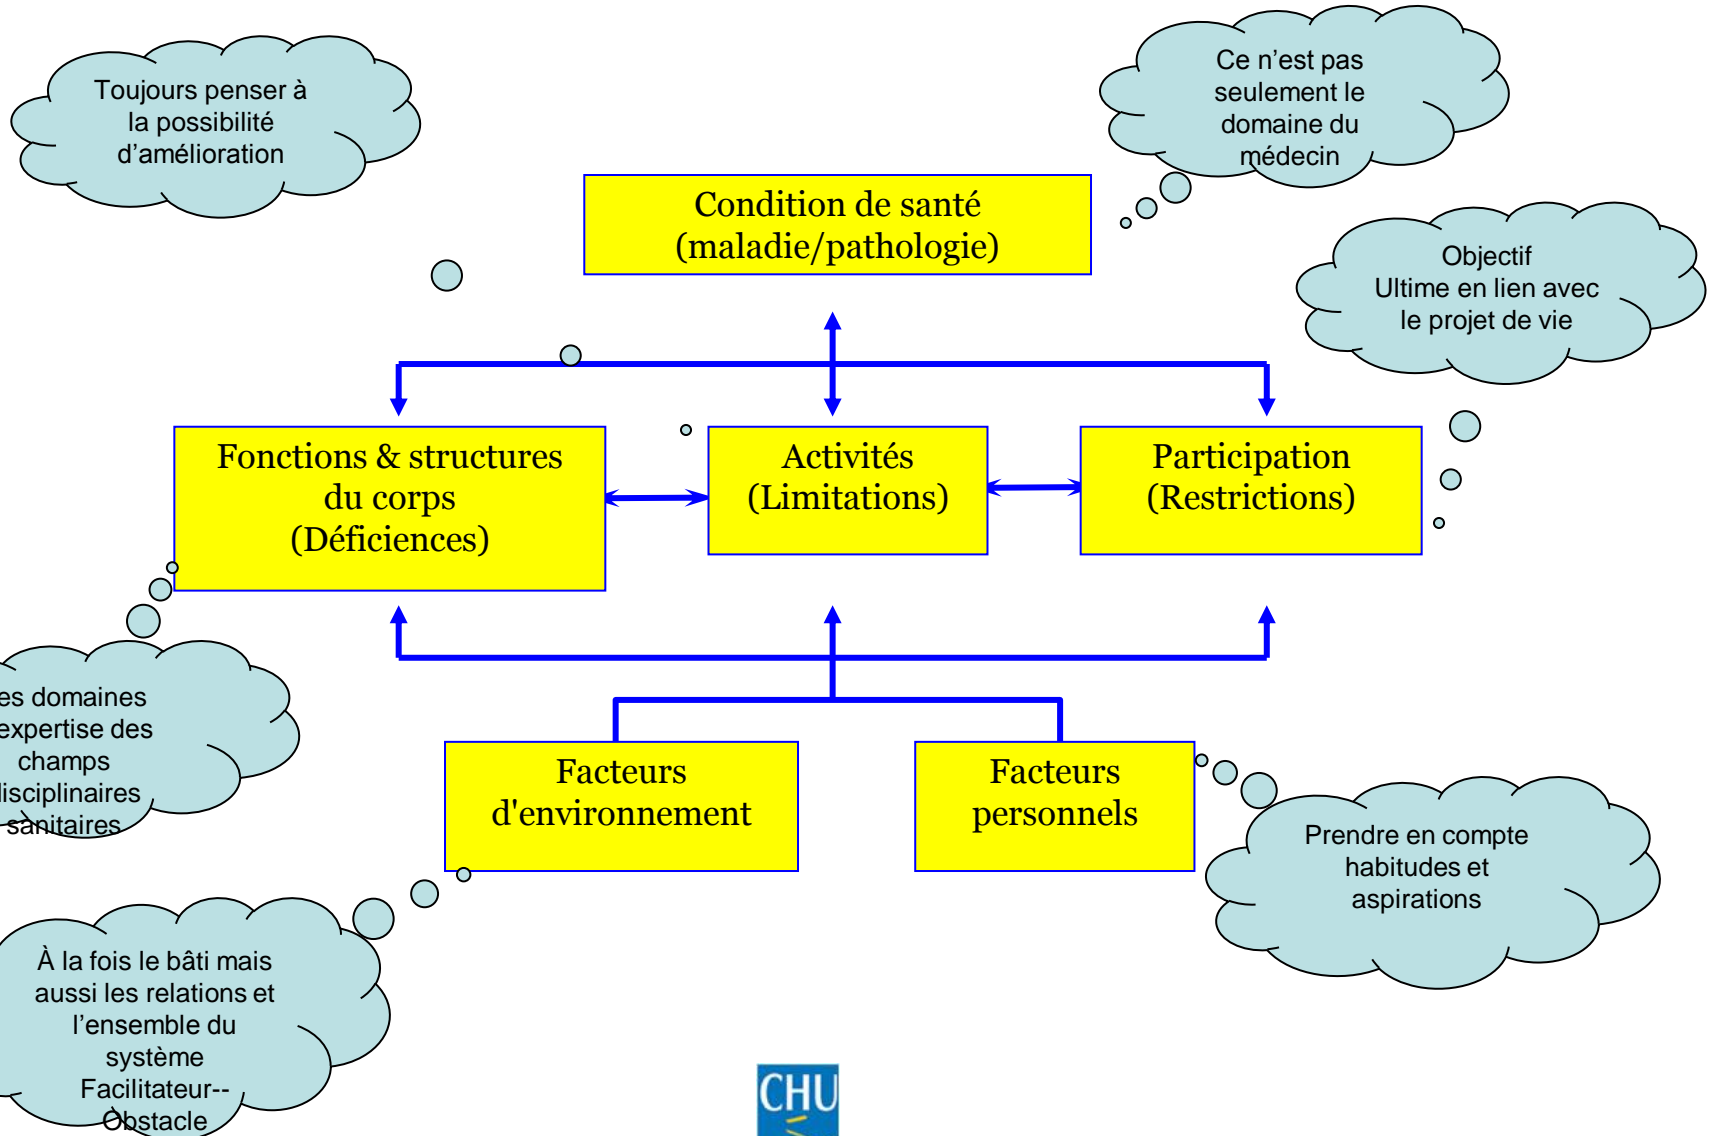 Toujours penser à
la possibilité
d’amélioration
Ce n’est pas
seulement le
domaine du
médecin
Condition de santé
(maladie/pathologie)
Objectif
Ultime en lien avec
le projet de vie
Fonctions & structures
du corps
(Déficiences)
Activités
(Limitations)
Participation
(Restrictions)
es domaines
expertise des
champs
disciplinaires
sanitaires
Facteurs
d'environnement
Facteurs
personnels
Prendre en compte
habitudes et
aspirations
À la fois le bâti mais
aussi les relations et
l’ensemble du
système
Facilitateur--
Obstacle
CHU